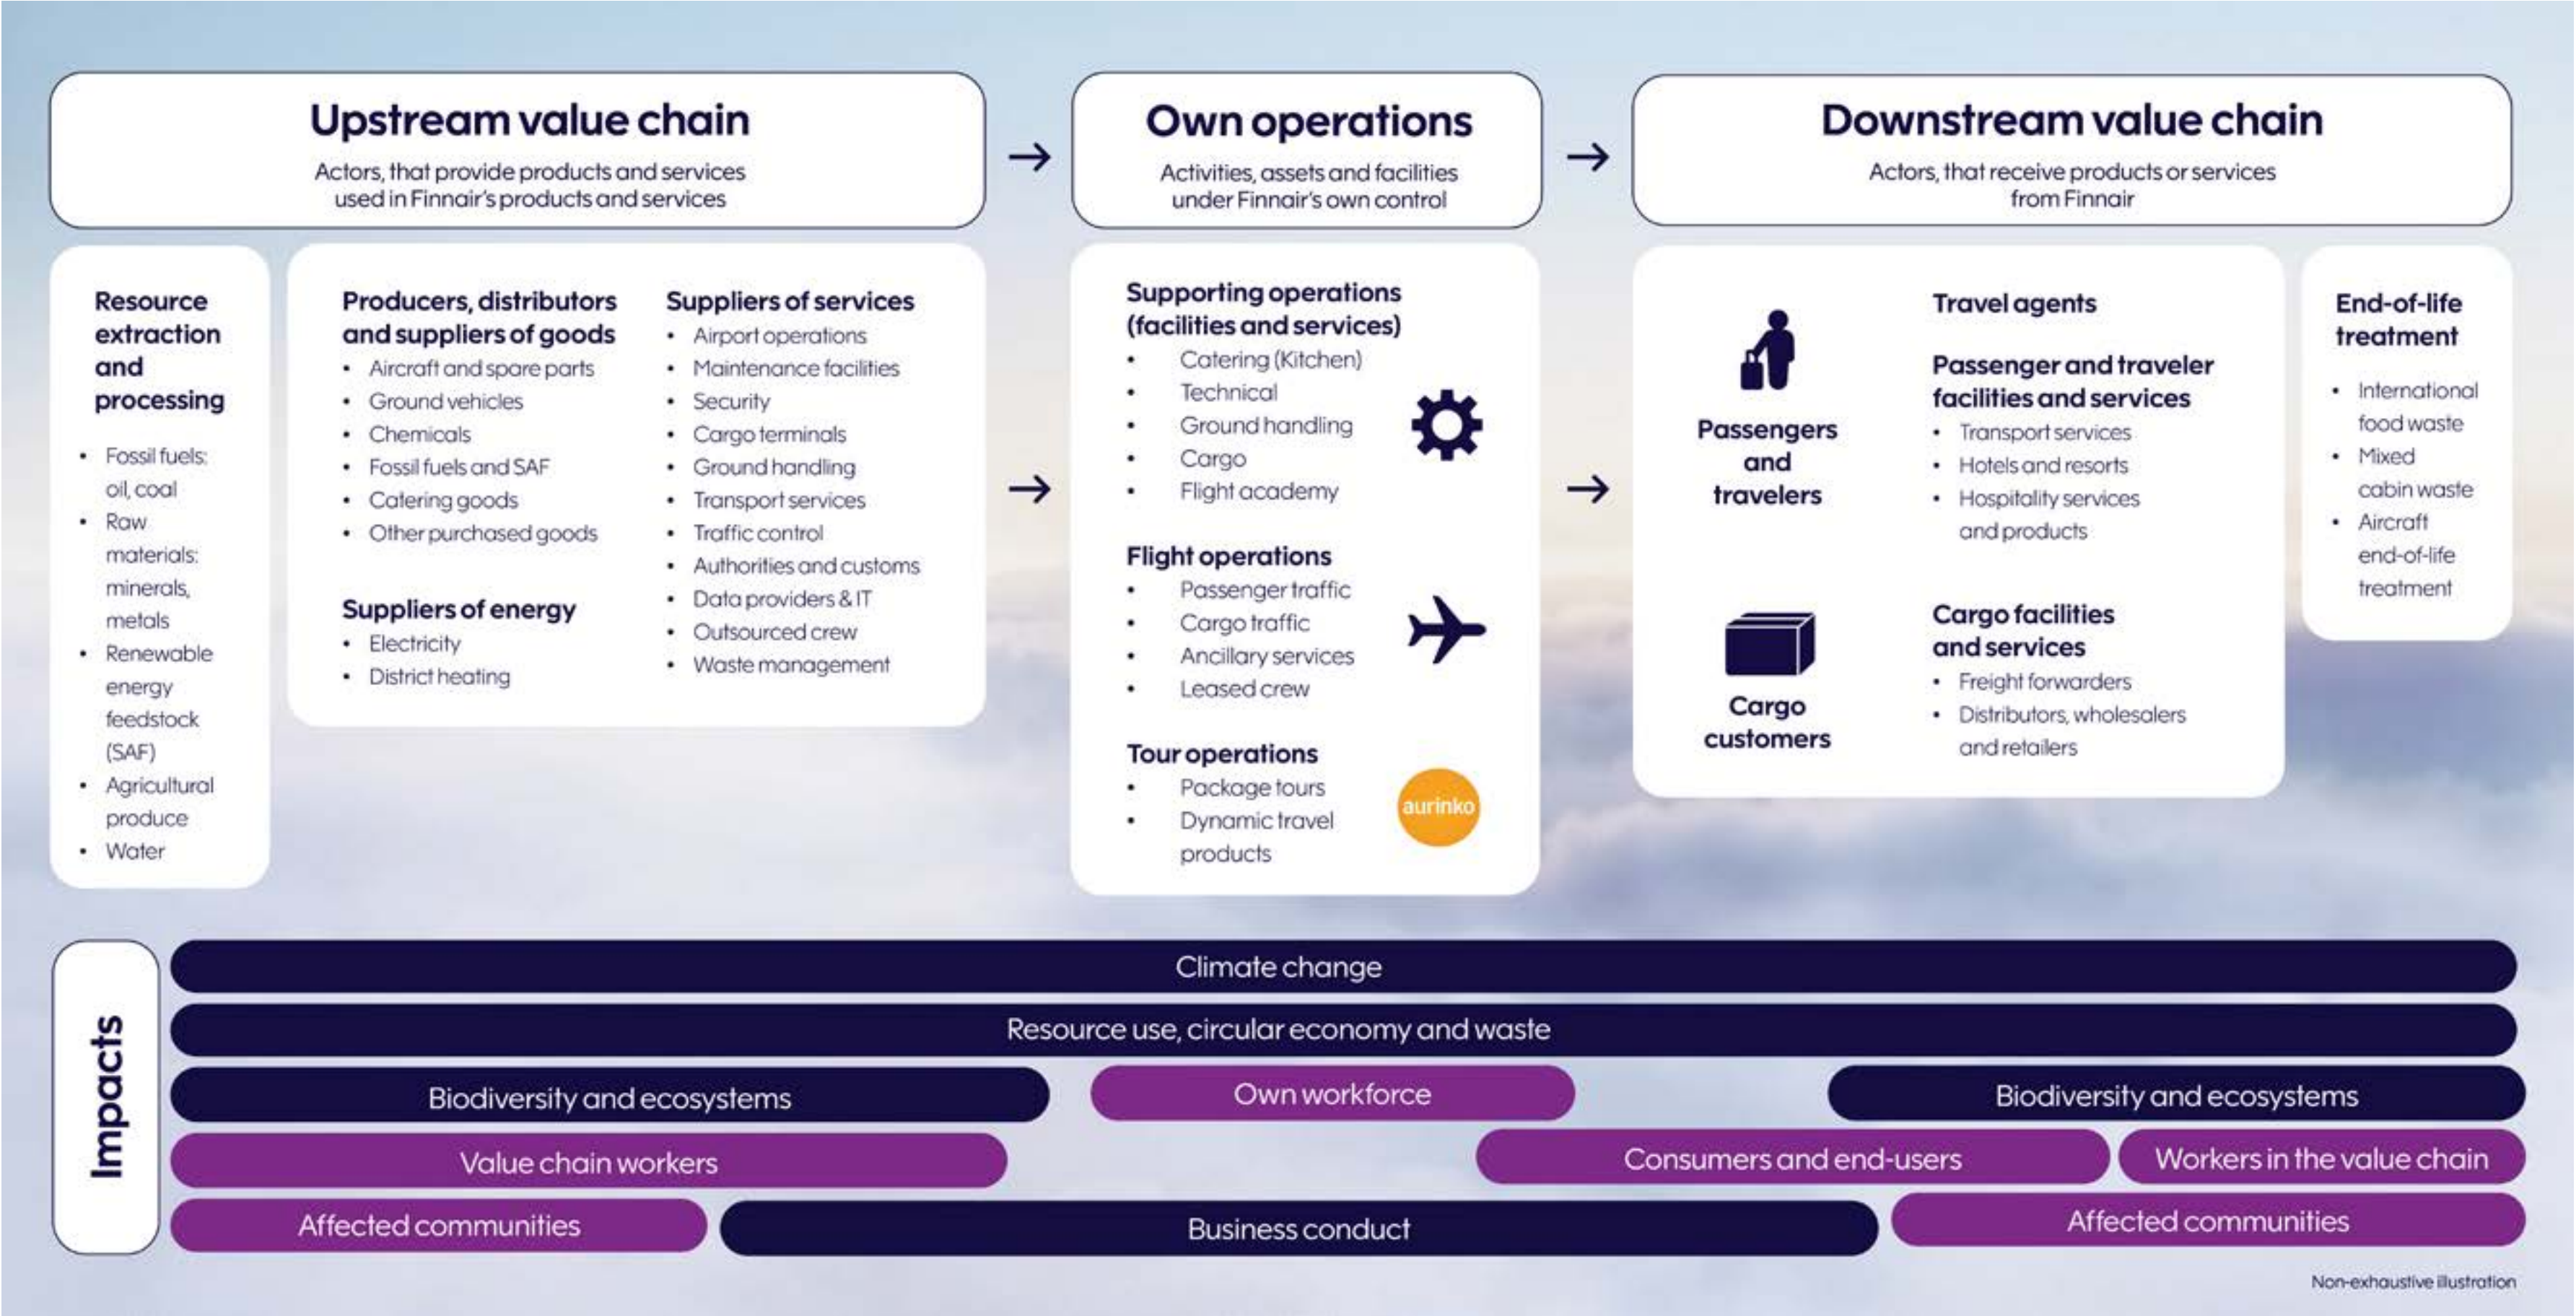 Upstream value chain
Actors, that provide products and services
used in Finnair's products and services
Own operations
Activities, assets and facilities
under Finnair's own control
Downstream value chain
Actors, that receive products or services
from Finnair
Resource
extraction
and
processing
• Fossil fuels:
oil, coal
• Raw
materials:
minerals,
metals
• Renewable
energy
feedstock
(SAF)
• Agricultural
produce
• Water
Producers, distributors
and suppliers of goods
• Aircraft and spare parts
• Ground vehicles
• Chemicals
• Fossil fuels and SAF
• Catering goods
• Other purchased goods
Suppliers of energy
• Electricity
• District heating
Suppliers of services
• Airport operations
• Maintenance facilities
• Security
• Cargo terminals
• Ground handling
• Transport services
• Traffic control
• Authorities and customs
• Data providers & IT
• Outsourced crew
• Waste management
Supporting operations
(facilities and services)
• Catering (Kitchen)
• Technical
• Ground handling
• Cargo
• Flight academy
Flight operations
• Passenger traffic
• Cargo traffic
• Ancillary services
• Leased crew
Tour operations
• Package tours
• Dynamic travel
products
aurinko
Passengers
and
travelers
Cargo
customers
Travel agents
Passenger and traveler
facilities and services
• Transport services
• Hotels and resorts
• Hospitality services
and products
Cargo facilities
and services
• Freight forwarders
• Distributors, wholesalers
and retailers
End-of-life
treatment
• International
food waste
• Mixed
cabin waste
• Aircraft
end-of-life
treatment
Impacts
Climate change
Resource use, circular economy and waste
Biodiversity and ecosystems
Own workforce
Biodiversity and ecosystems
Value chain workers
Consumers and end-users
Workers in the value chain
Affected communities
Business conduct
Affected communities
Non-exhaustive illustration